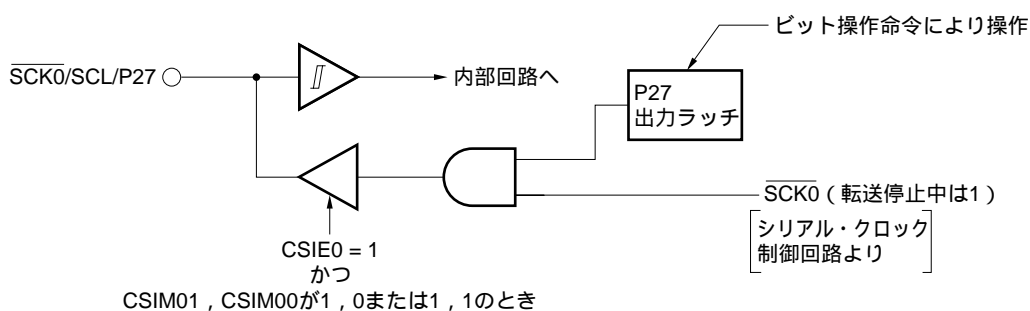 ビット操作命令により操作
S̅C̅K̅0̅/SCL/P27
内部回路へ
P27
出力ラッチ
S̅C̅K̅0̅（転送停止中は1）
シリアル・クロック
制御回路より
CSIE0 = 1
かつ
CSIM01，CSIM00が1，0または1，1のとき